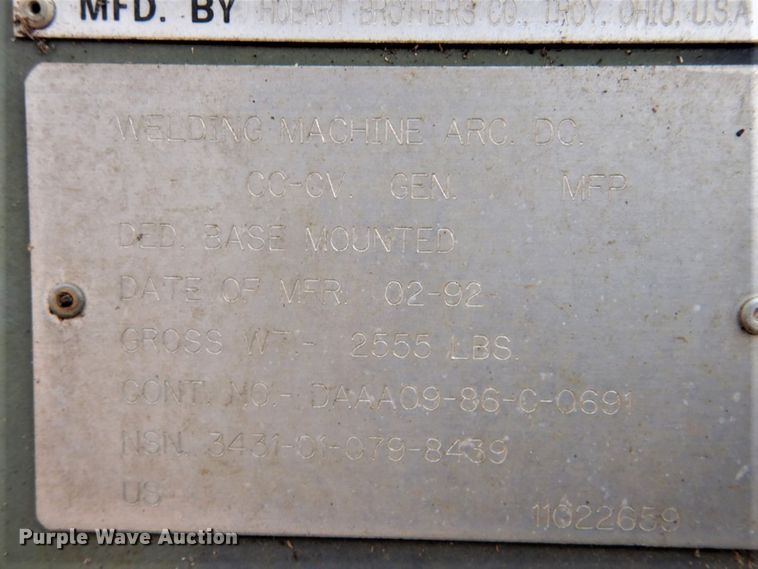 MFD. BY HOBART BROTHERS CO., TROY, OHIO, U.S.A.
WELDING MACHINE ARC. DC.
CC-CV. GEN. MFR
DED. BASE MOUNTED
DATE OF MFR. 02-92
GROSS WT.- 2555 LBS.
CONT. NO.- DAAA09-86-C-0691
NSN. 3431-01-079-8439
US
11022659
Purple Wave Auction